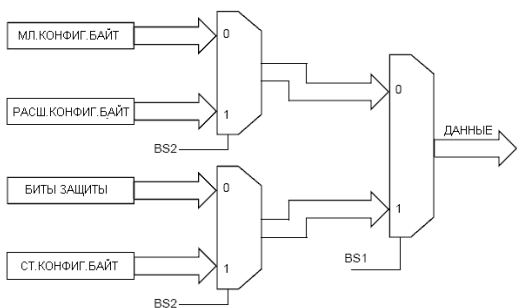 МЛ.КОНФИГ.БАЙТ
0
РАСШ.КОНФИГ.БАЙТ
1
BS2
0
ДАННЫЕ
БИТЫ ЗАЩИТЫ
0
1
СТ.КОНФИГ.БАЙТ
1
BS1
BS2